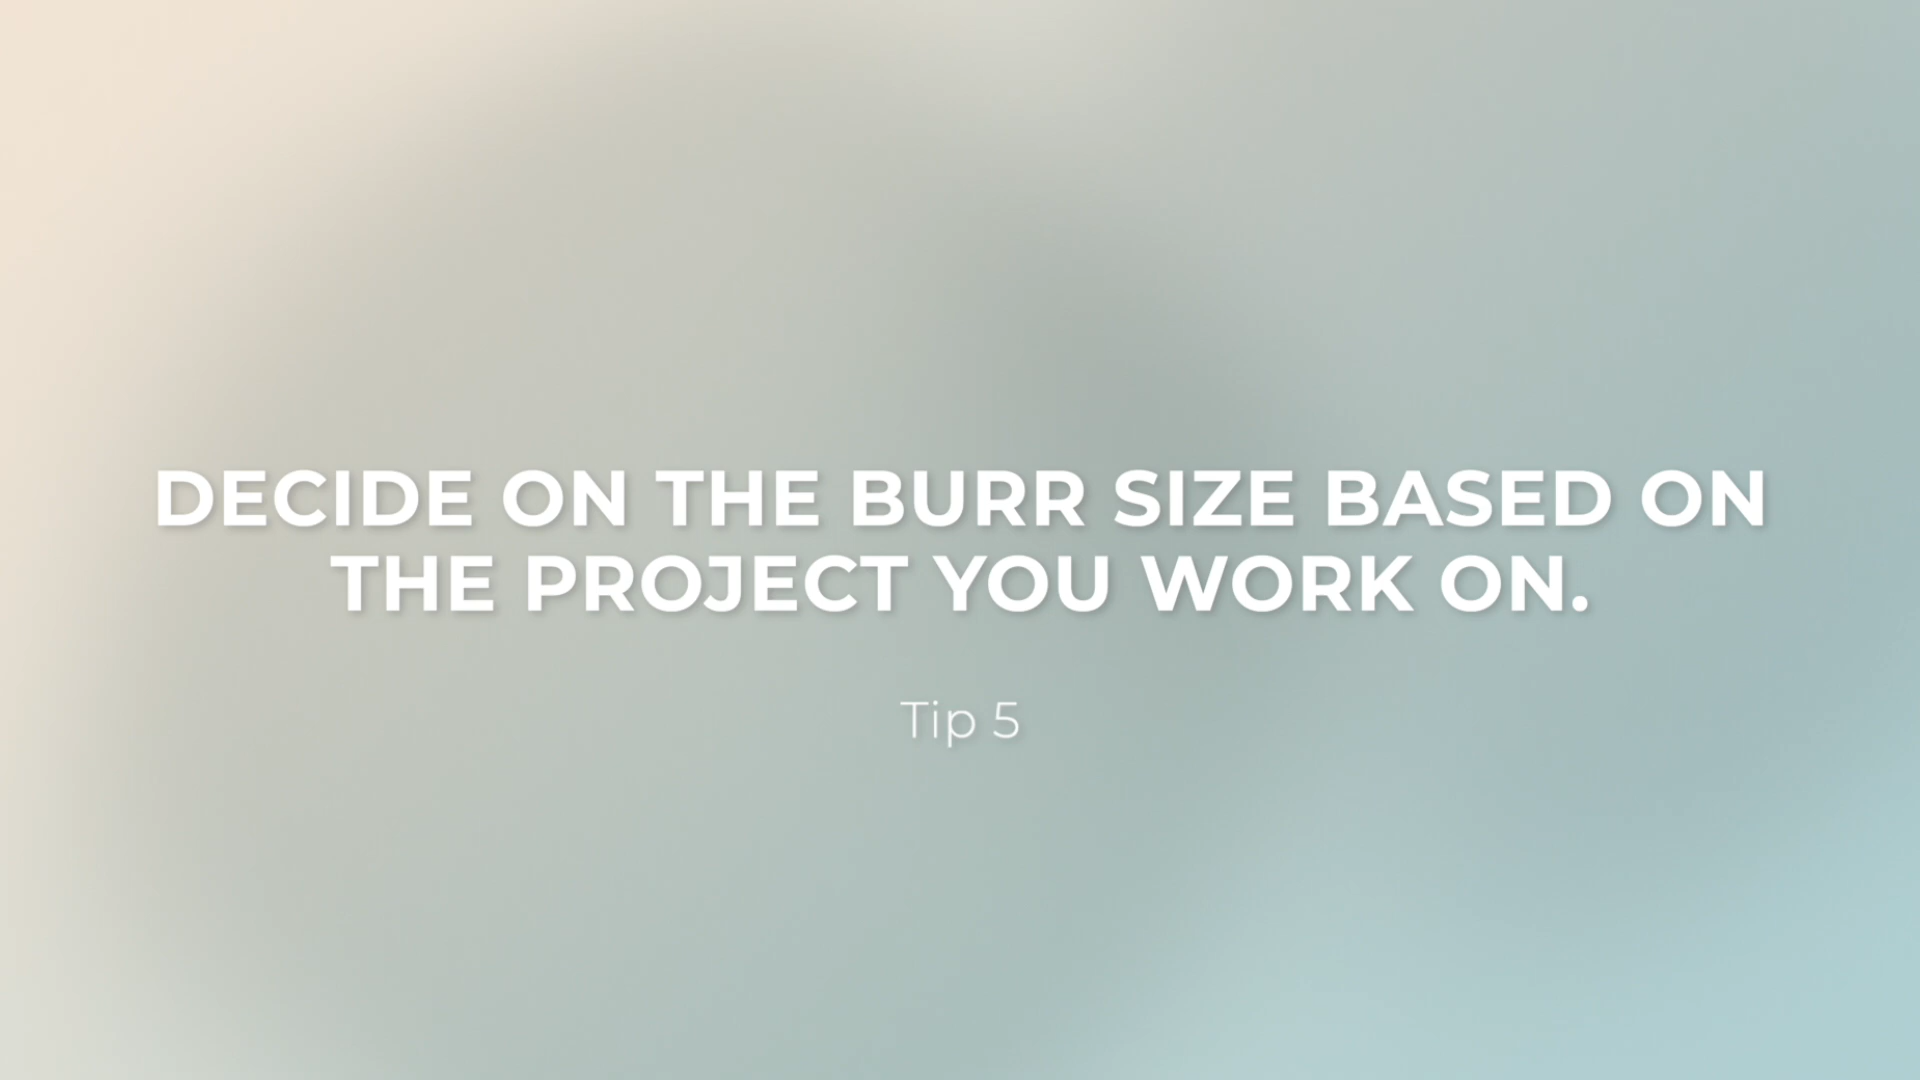 DECIDE ON THE BURR SIZE BASED ON
THE PROJECT YOU WORK ON.
Tip 5